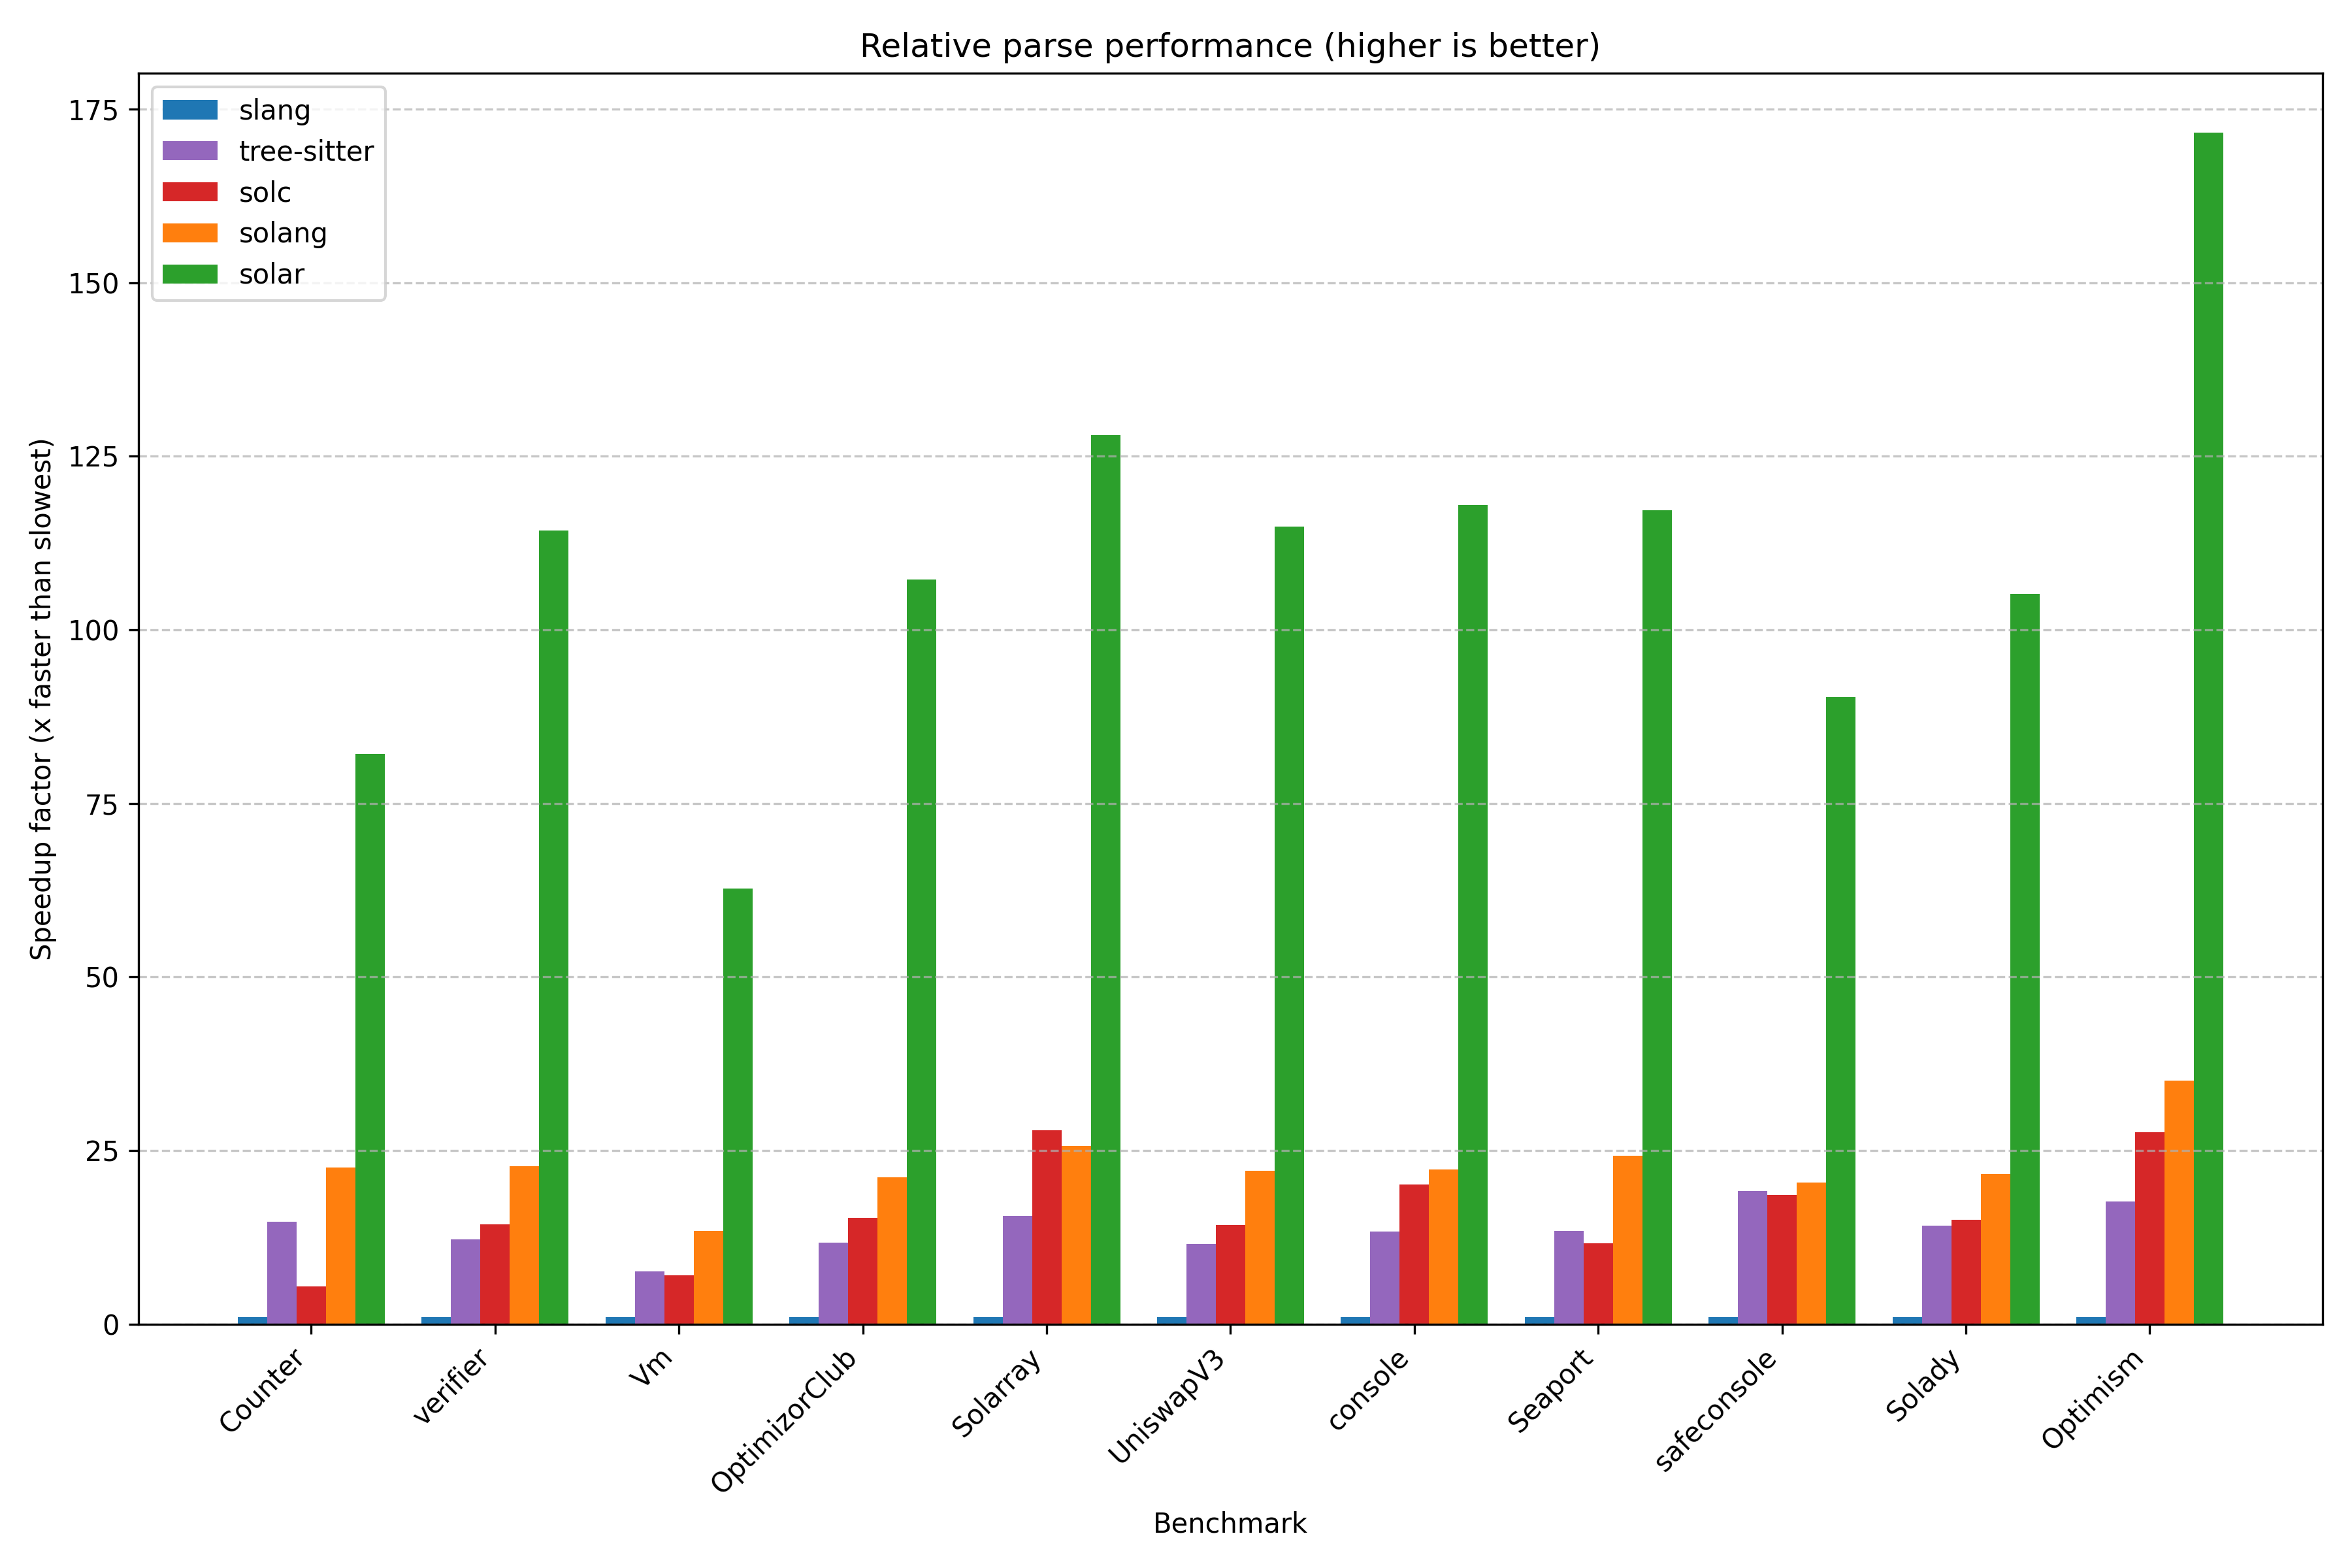 Relative parse performance (higher is better)
slang
tree-sitter
solc
solang
solar
Speedup factor (x faster than slowest)
175
150
125
100
75
50
25
0
Counter
verifier
Vm
OptimizorClub
Solarray
UniswapV3
console
Seaport
safeconsole
Solady
Optimism
Benchmark